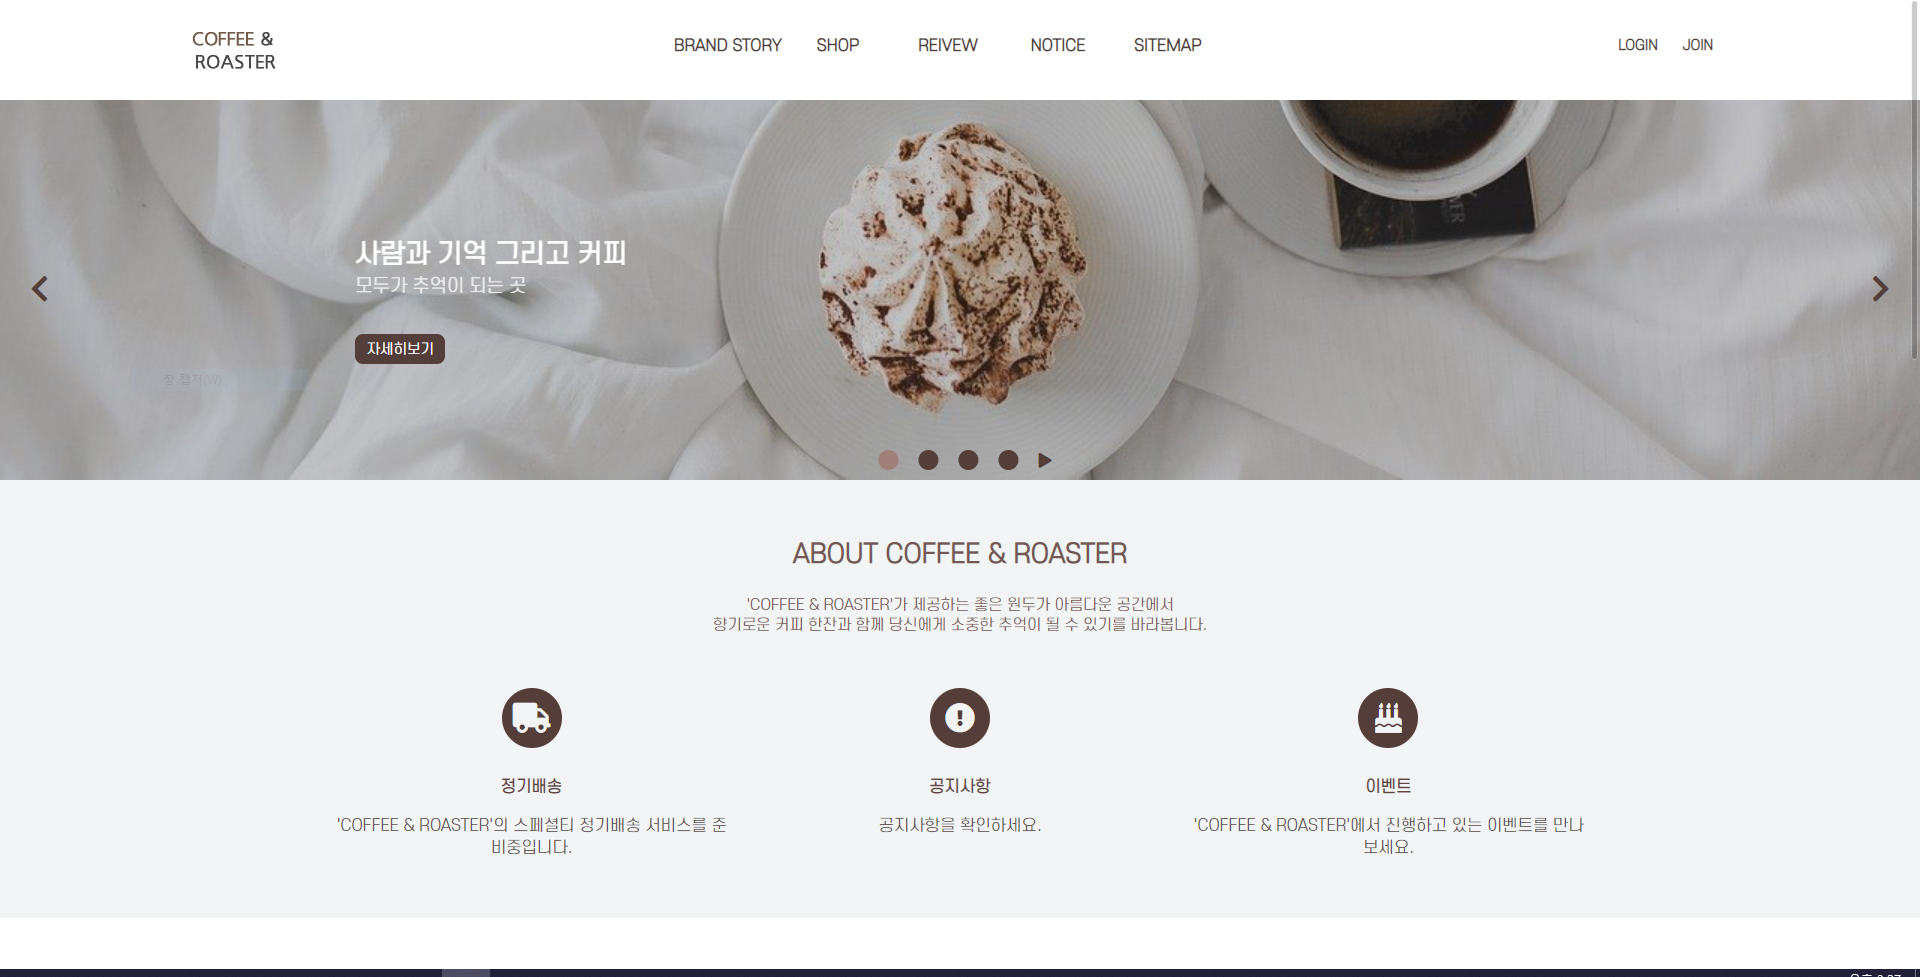 COFFEE &
ROASTER
BRAND STORY SHOP REIVEW NOTICE SITEMAP
LOGIN JOIN
사람과 기억 그리고 커피
모두가 추억이 되는 곳
자세히보기
창 캡처(W)
ABOUT COFFEE & ROASTER
'COFFEE & ROASTER'가 제공하는 좋은 원두가 아름다운 공간에서
향기로운 커피 한잔과 함께 당신에게 소중한 추억이 될 수 있기를 바라봅니다.
정기배송
'COFFEE & ROASTER'의 스페셜티 정기배송 서비스를 준
비중입니다.
공지사항
공지사항을 확인하세요.
이벤트
'COFFEE & ROASTER'에서 진행하고 있는 이벤트를 만나
보세요.